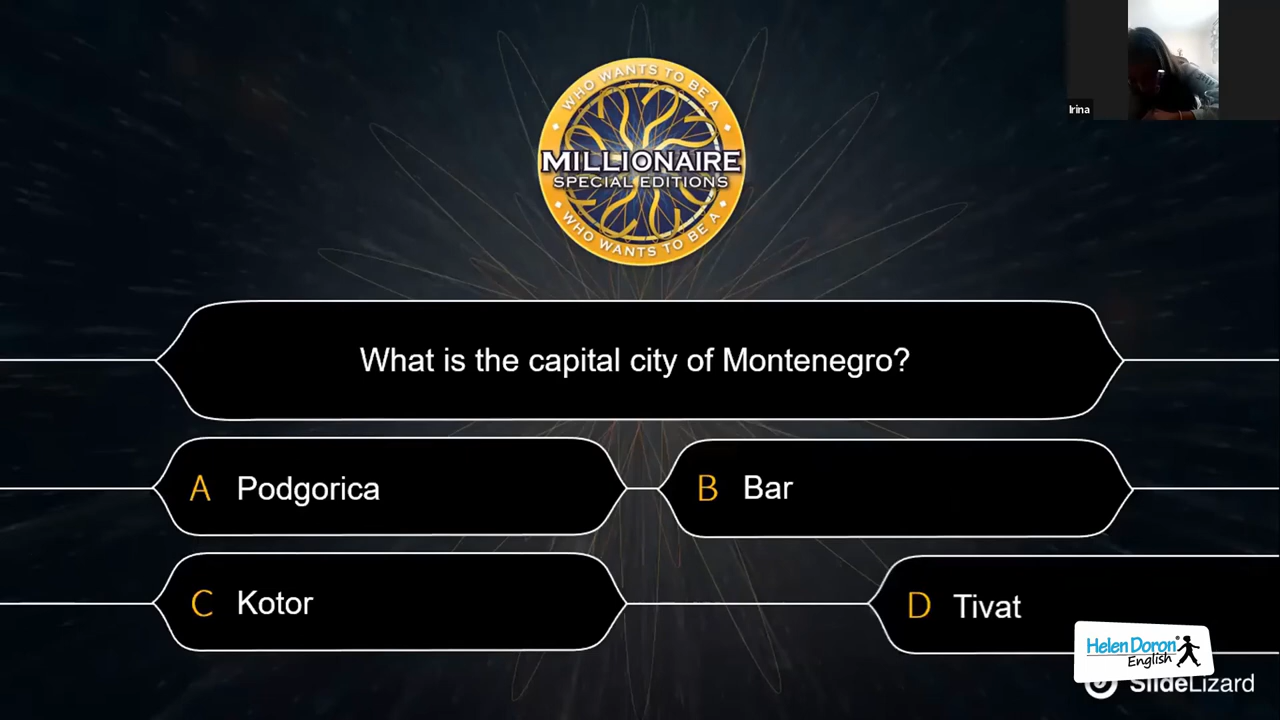 Irina
WHO WANTS TO BE A
MILLIONAIRE
SPECIAL EDITIONS
WHO WANTS TO BE A
What is the capital city of Montenegro?
A Podgorica
B Bar
C Kotor
D Tivat
Helen Doron
English
SlideLizard